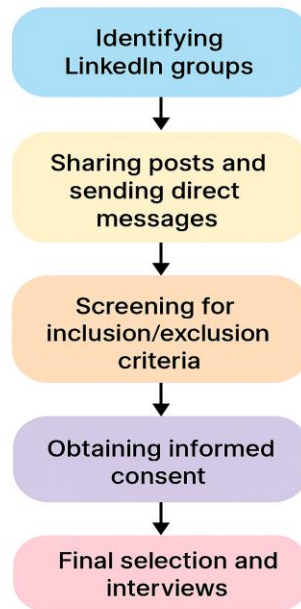 Identifying
LinkedIn groups
Sharing posts and
sending direct
messages
Screening for
inclusion/exclusion
criteria
Obtaining informed
consent
Final selection and
interviews